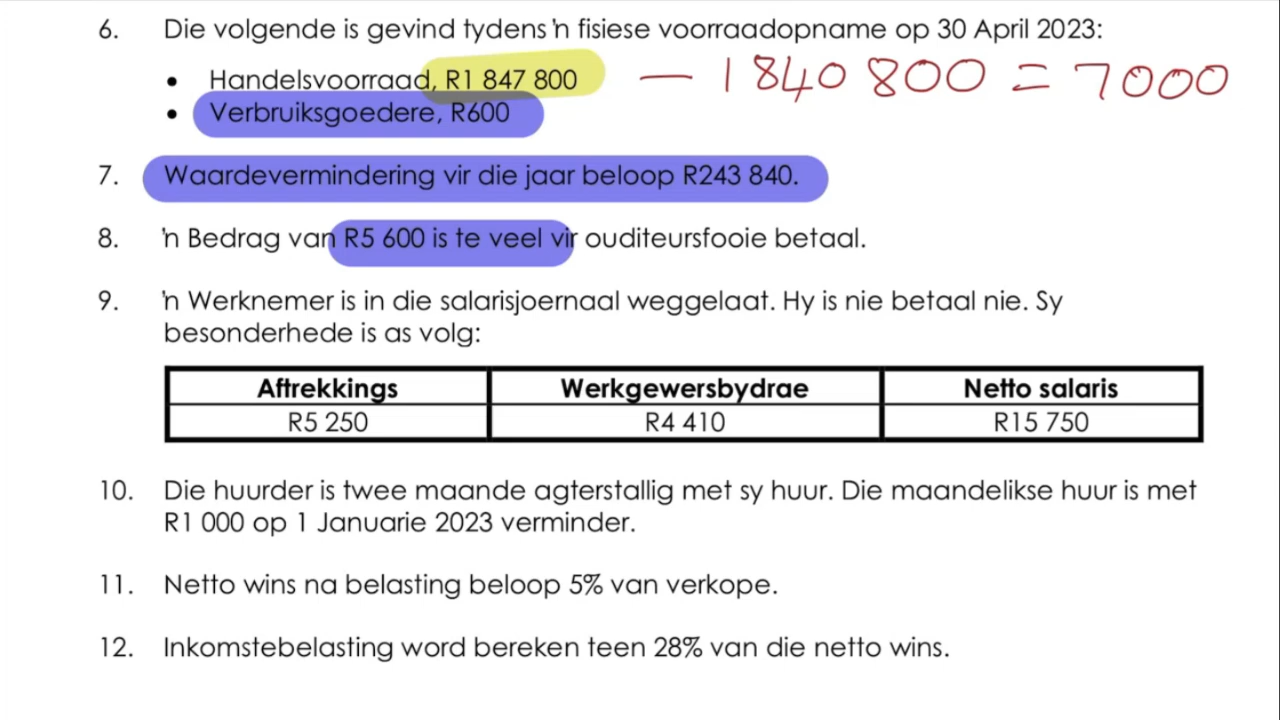 6. Die volgende is gevind tydens 'n fisiese voorraadopname op 30 April 2023:
• Handelsvoorraad, R1 847 800 — 1840 800 = 7000
• Verbruiksgoedere, R600
7. Waardevermindering vir die jaar beloop R243 840.
8. 'n Bedrag van R5 600 is te veel vir ouditeursfooie betaal.
9. 'n Werknemer is in die salarisjoernaal weggelaat. Hy is nie betaal nie. Sy
besonderhede is as volg:
Aftrekkings Werkgewersbydrae Netto salaris
R5 250 R4 410 R15 750
10. Die huurder is twee maande agterstallig met sy huur. Die maandelikse huur is met
R1 000 op 1 Januarie 2023 verminder.
11. Netto wins na belasting beloop 5% van verkope.
12. Inkomstebelasting word bereken teen 28% van die netto wins.